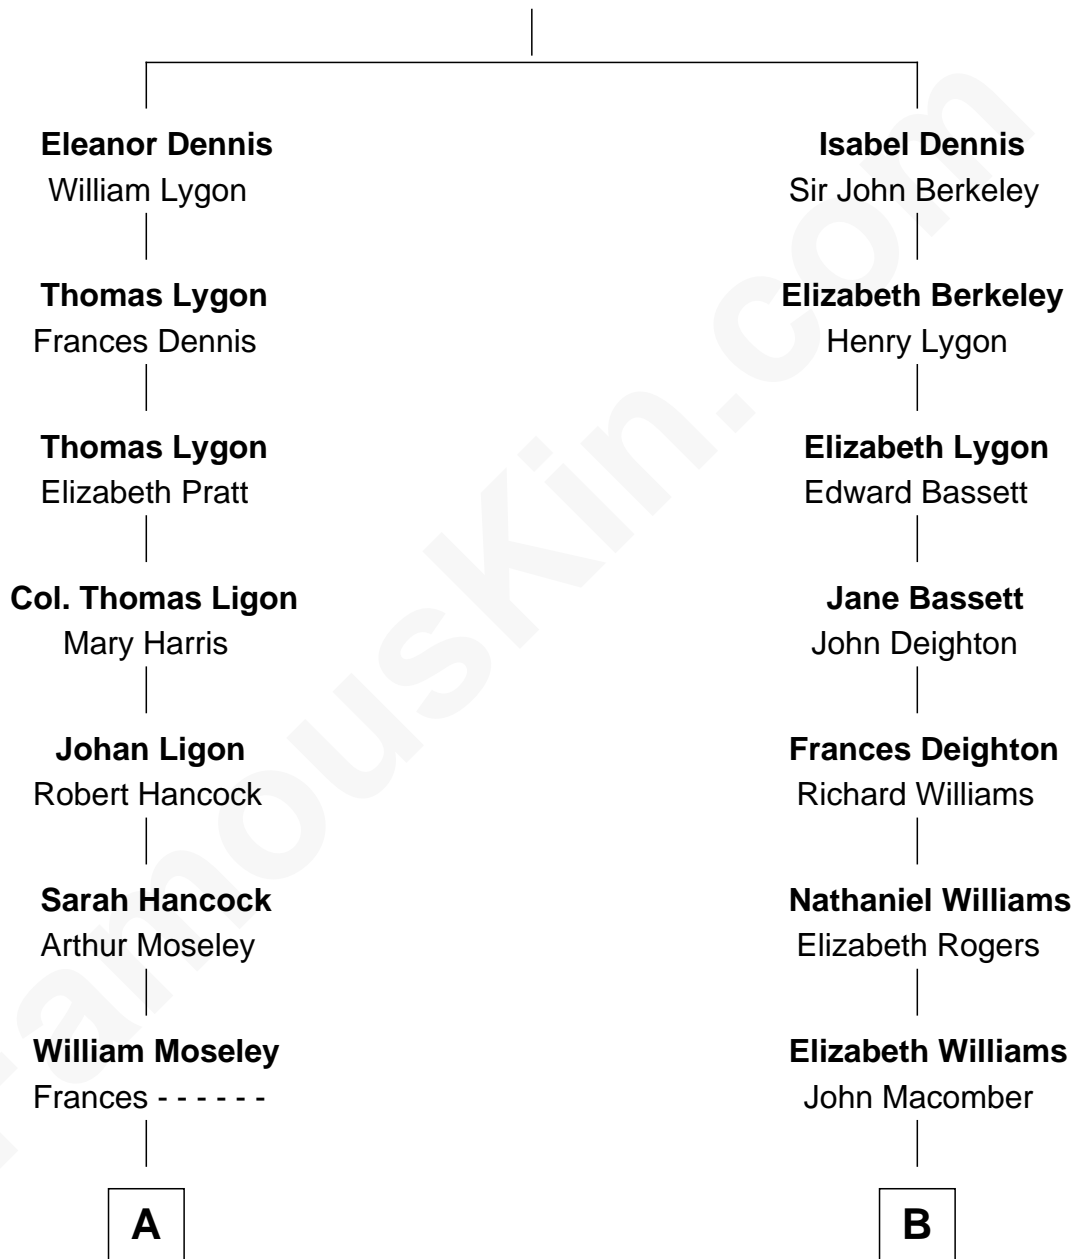 Eleanor Dennis
William Lygon
Thomas Lygon
Frances Dennis
Thomas Lygon
Elizabeth Pratt
Col. Thomas Ligon
Mary Harris
Johan Ligon
Robert Hancock
Sarah Hancock
Arthur Moseley
William Moseley
Frances - - - - - -
A
Isabel Dennis
Sir John Berkeley
Elizabeth Berkeley
Henry Lygon
Elizabeth Lygon
Edward Bassett
Jane Bassett
John Deighton
Frances Deighton
Richard Williams
Nathaniel Williams
Elizabeth Rogers
Elizabeth Williams
John Macomber
B
FamousKin.com